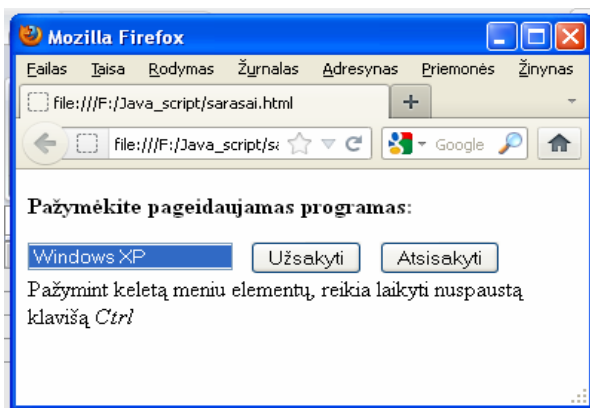 Mozilla Firefox
Failas Taisa Rodymas Žurnalas Adresynas Priemonės Žinynas
file:///F:/Java_script/sarasai.html
file:///F:/Java_script/sa Google
Pažymėkite pageidaujamas programas:
Windows XP Užsakyti Atsisakyti
Pažymint keletą meniu elementų, reikia laikyti nuspaustą
klavišą Ctrl